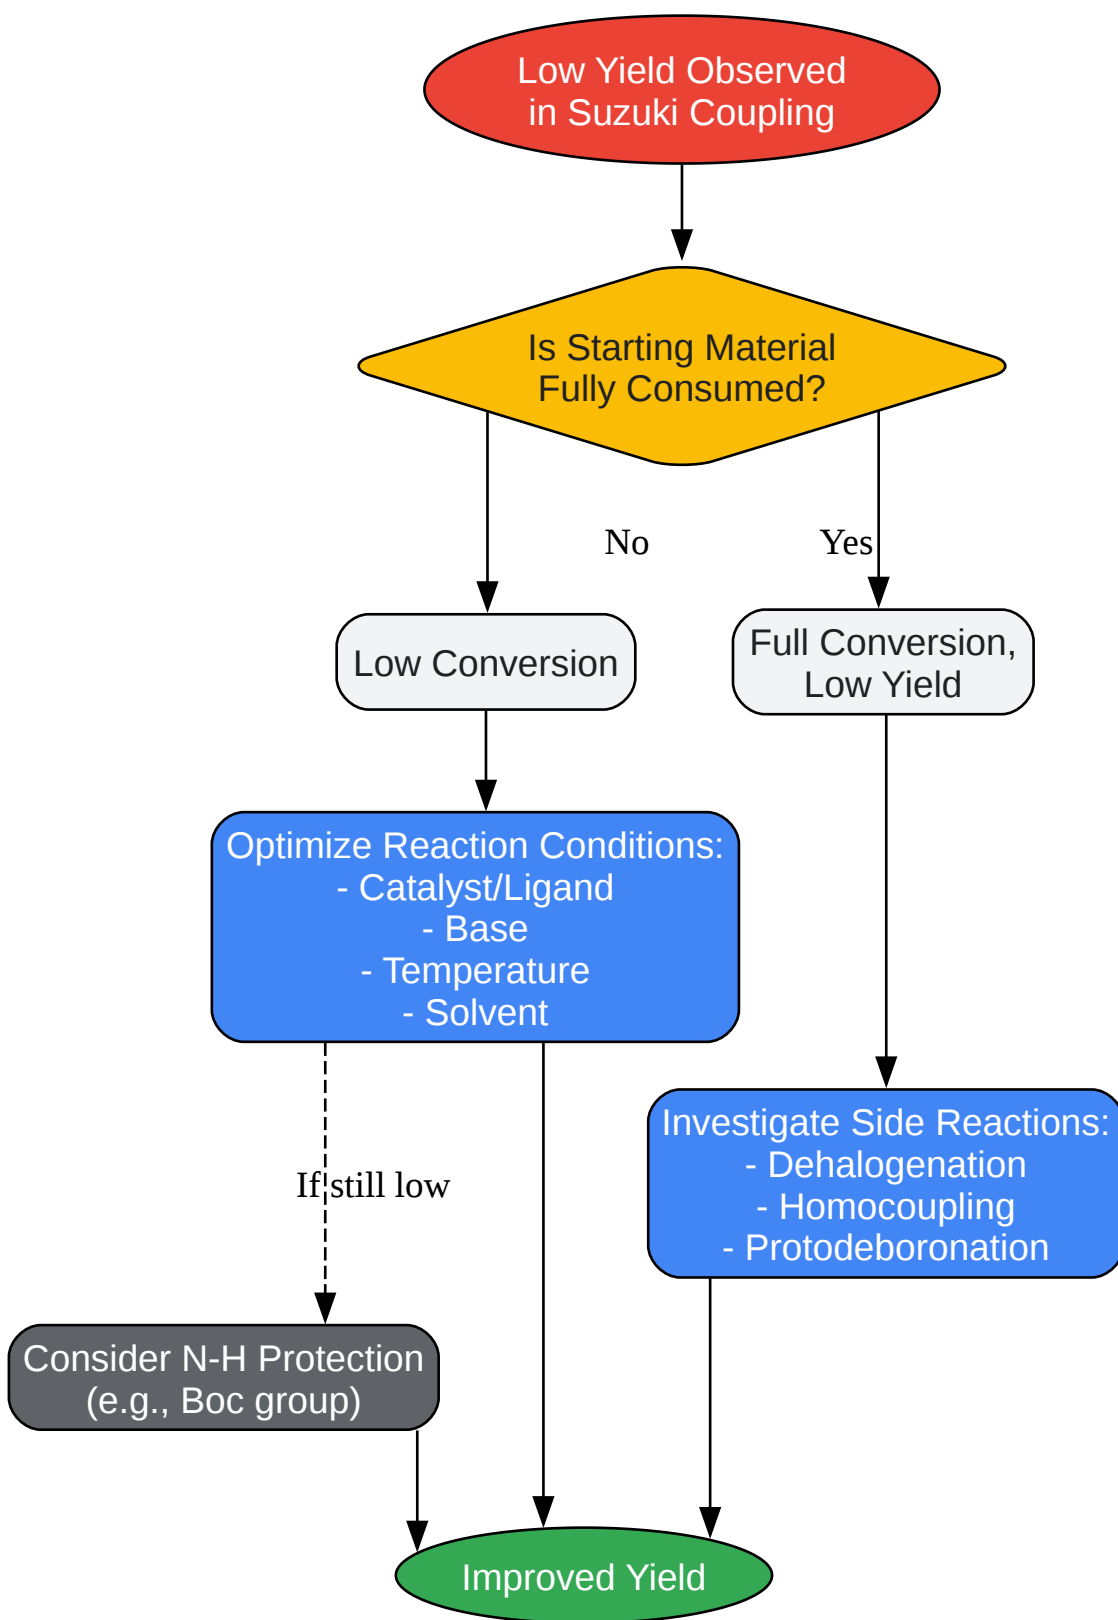 Low Yield Observed
in Suzuki Coupling
Is Starting Material
Fully Consumed?
No
Yes
Low Conversion
Full Conversion,
Low Yield
Optimize Reaction Conditions:
- Catalyst/Ligand
- Base
- Temperature
- Solvent
Investigate Side Reactions:
- Dehalogenation
- Homocoupling
- Protodeboronation
If still low
Consider N-H Protection
(e.g., Boc group)
Improved Yield